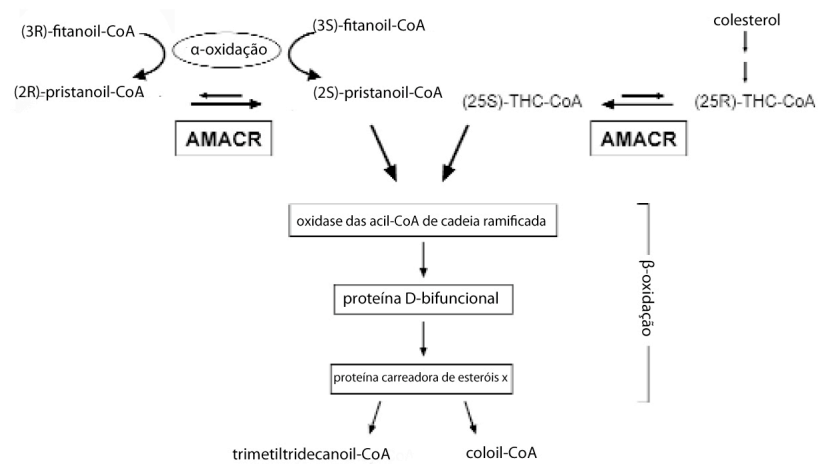 (3R)-fitanoil-CoA
α-oxidação
(3S)-fitanoil-CoA
colesterol
(2R)-pristanoil-CoA
(2S)-pristanoil-CoA
(25S)-THC-CoA
(25R)-THC-CoA
AMACR
AMACR
oxidase das acil-CoA de cadeia ramificada
proteína D-bifuncional
β-oxidação
proteína carreadora de esteróis x
trimetiltridecanoil-CoA
coloil-CoA